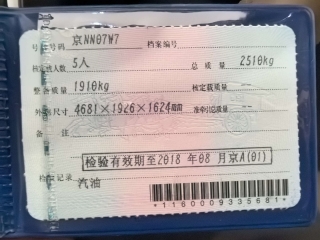 号牌号码 京NN07W7 档案编号
核定载人数 5人 总质量 2510kg
整备质量 1910kg 核定载质量
外廓尺寸 4681×1926×1624mm 准牵引总质量
备注
检验有效期至2018年08月京A(01)
检验记录
汽油
*1160009335681*